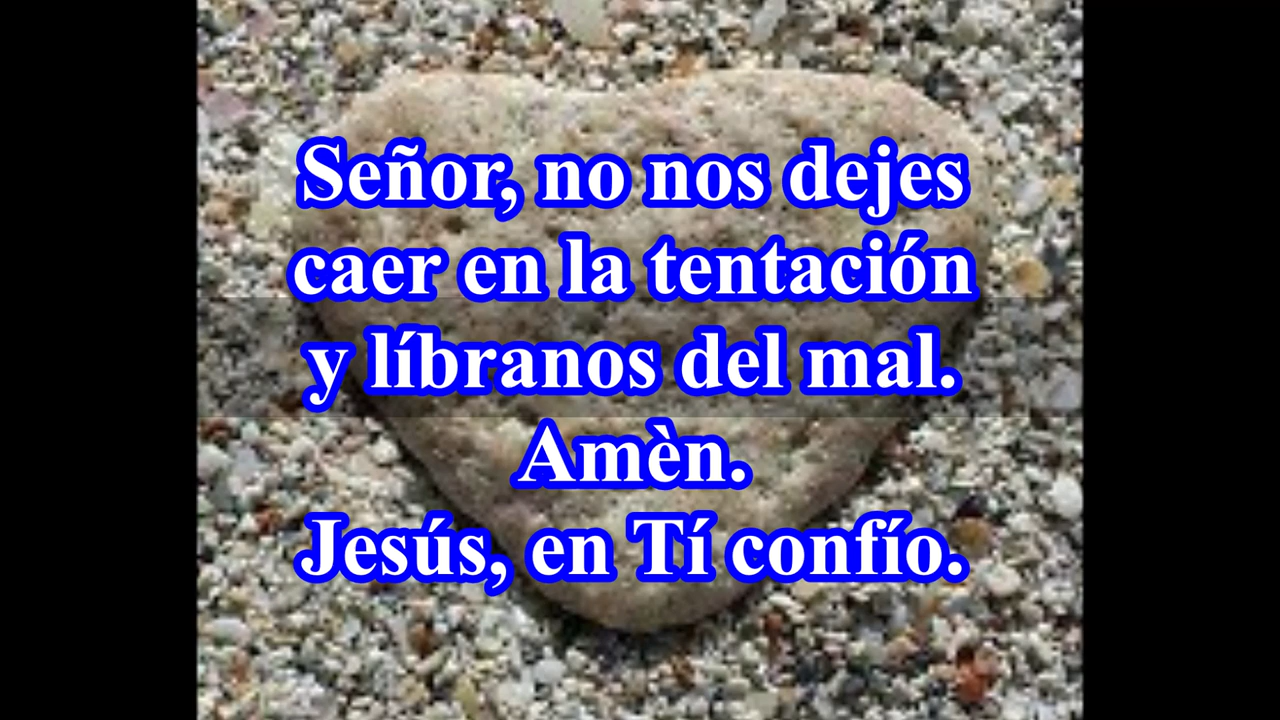 Señor, no nos dejes
caer en la tentación
y líbranos del mal.
Amèn.
Jesús, en Tí confío.